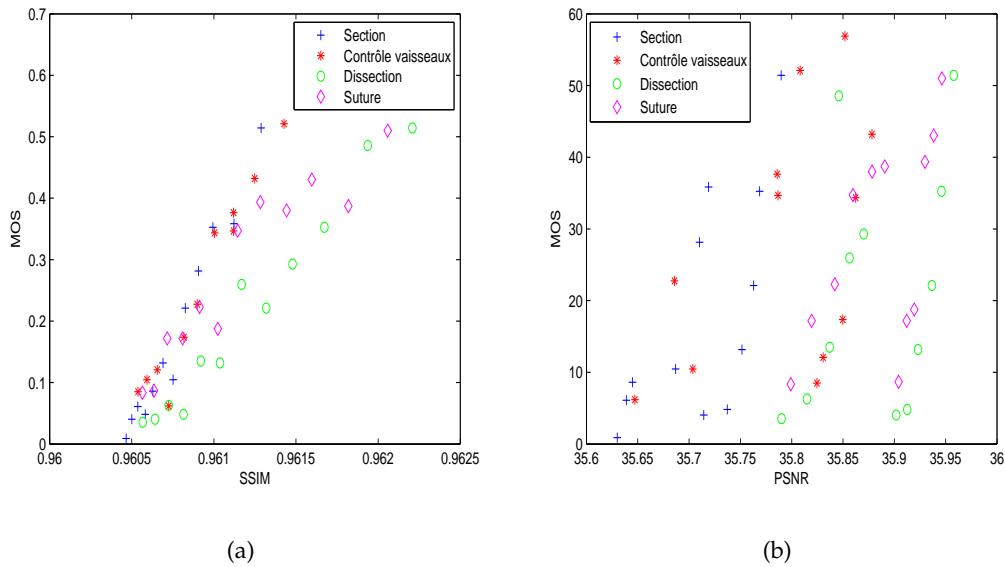 0.7
0.6
0.5
0.4
0.3
0.2
0.1
0
MOS
0.96
0.9605
0.961
0.9615
0.962
0.9625
SSIM
Section
Contrôle vaisseaux
Dissection
Suture
(a)
60
50
40
30
20
10
0
MOS
35.6
35.65
35.7
35.75
35.8
35.85
35.9
35.95
36
PSNR
Section
Contrôle vaisseaux
Dissection
Suture
(b)